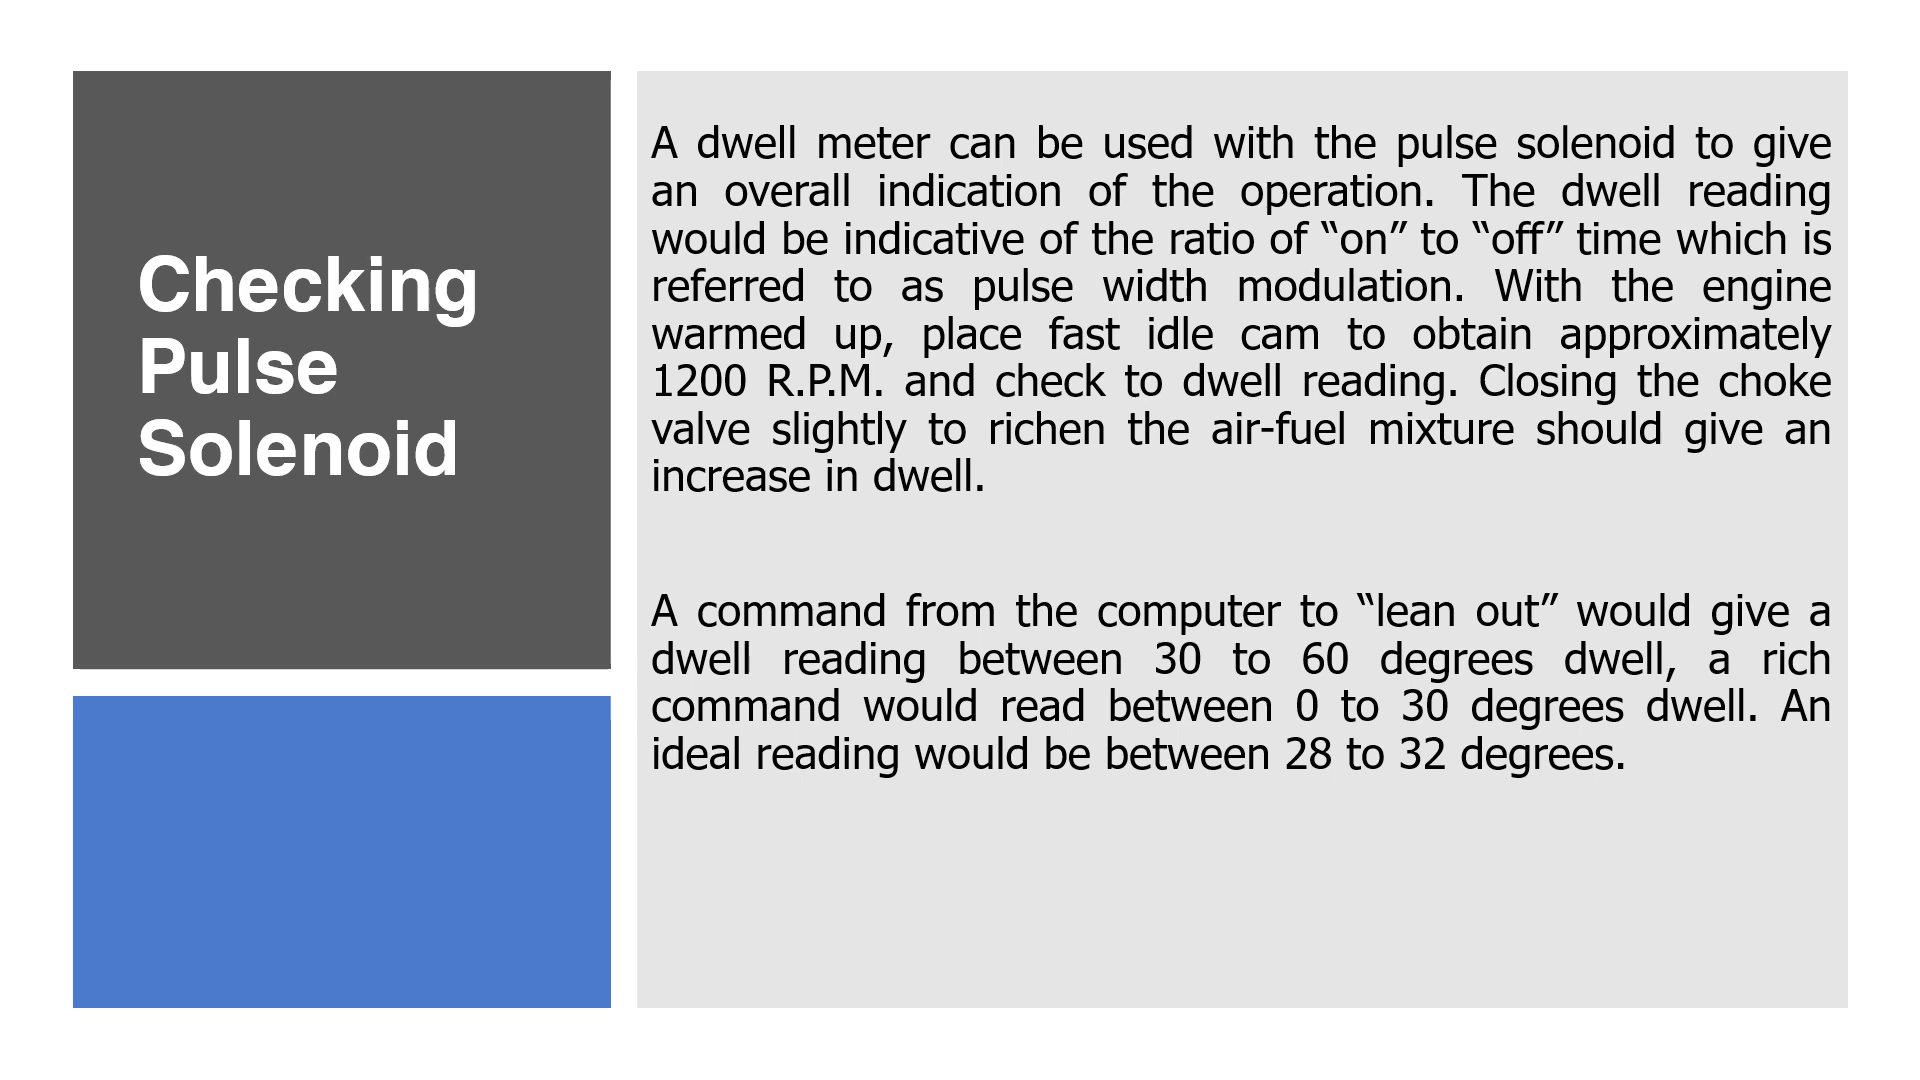 Checking
Pulse
Solenoid
A dwell meter can be used with the pulse solenoid to give
an overall indication of the operation. The dwell reading
would be indicative of the ratio of “on” to “off” time which is
referred to as pulse width modulation. With the engine
warmed up, place fast idle cam to obtain approximately
1200 R.P.M. and check to dwell reading. Closing the choke
valve slightly to richen the air-fuel mixture should give an
increase in dwell.
A command from the computer to “lean out” would give a
dwell reading between 30 to 60 degrees dwell, a rich
command would read between 0 to 30 degrees dwell. An
ideal reading would be between 28 to 32 degrees.